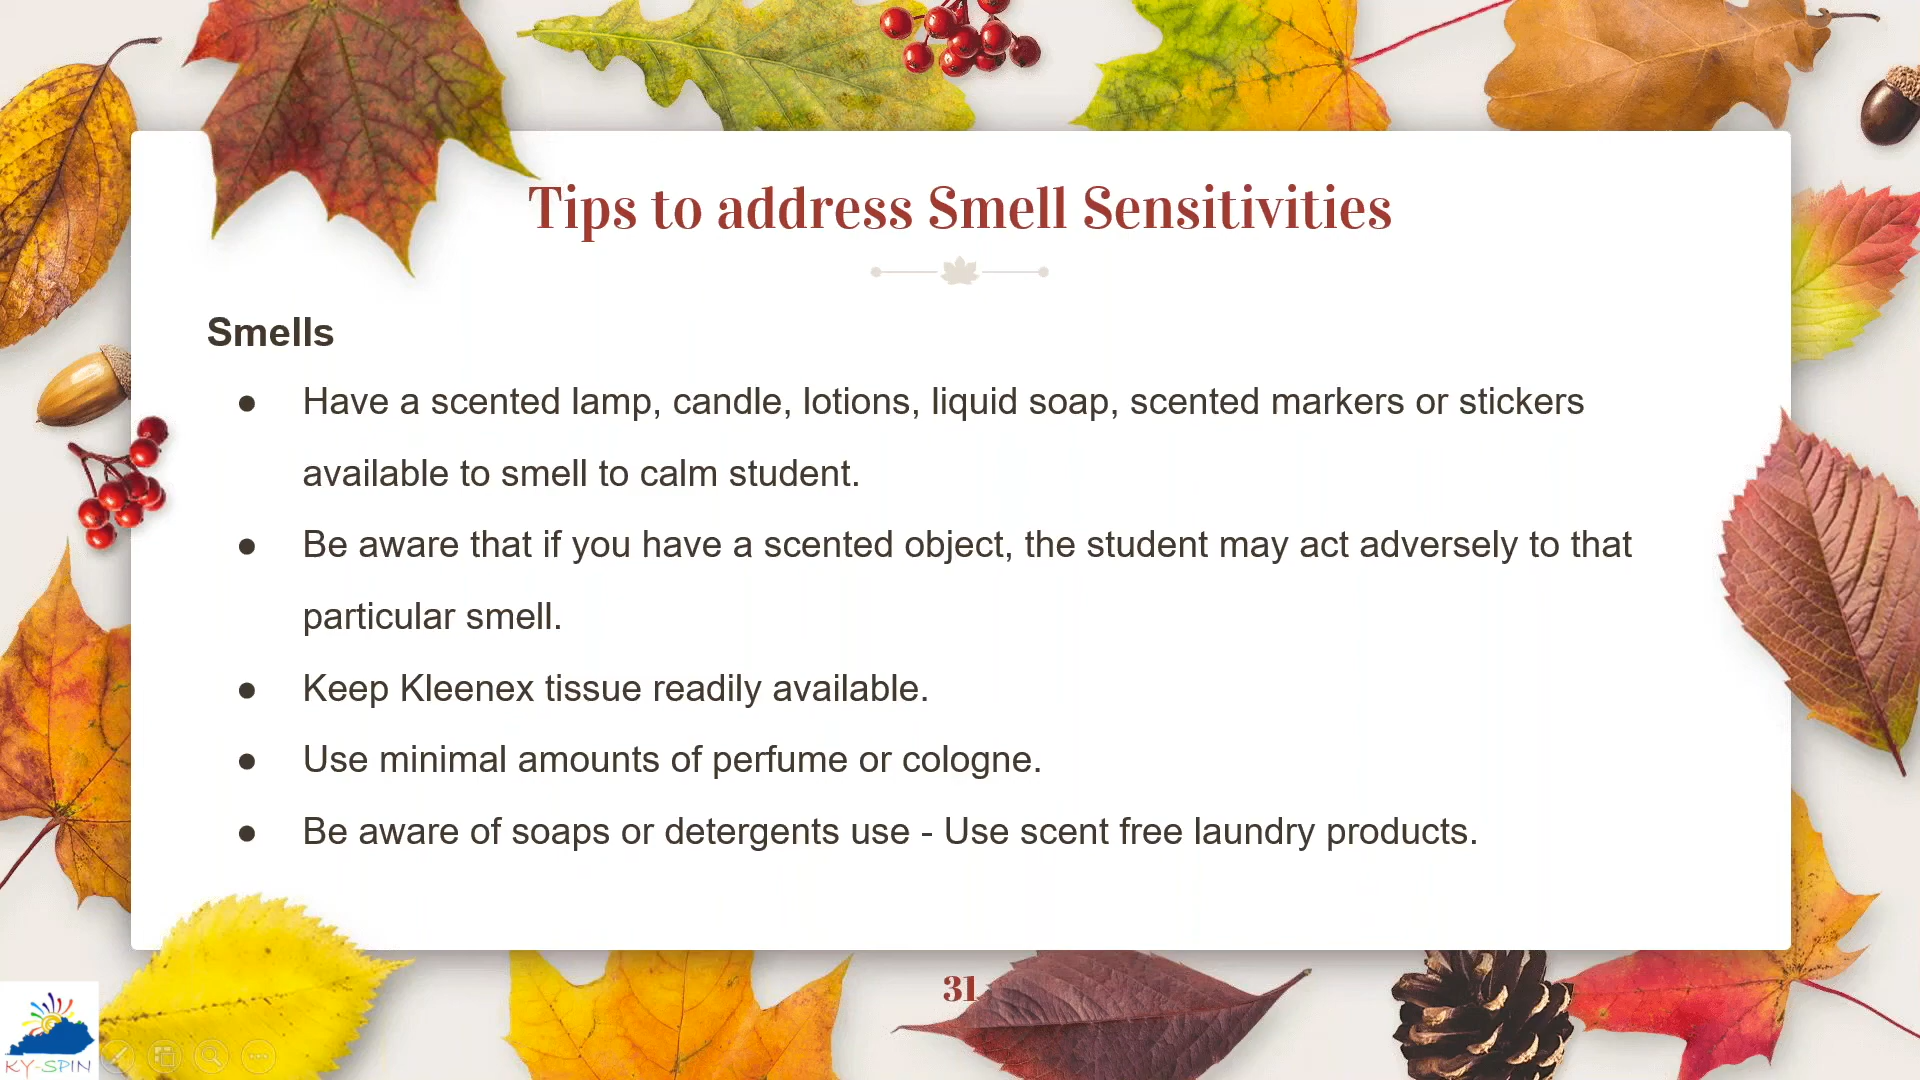 Tips to address Smell Sensitivities
Smells
● Have a scented lamp, candle, lotions, liquid soap, scented markers or stickers
available to smell to calm student.
● Be aware that if you have a scented object, the student may act adversely to that
particular smell.
● Keep Kleenex tissue readily available.
● Use minimal amounts of perfume or cologne.
● Be aware of soaps or detergents use - Use scent free laundry products.
31
KY-SPIN